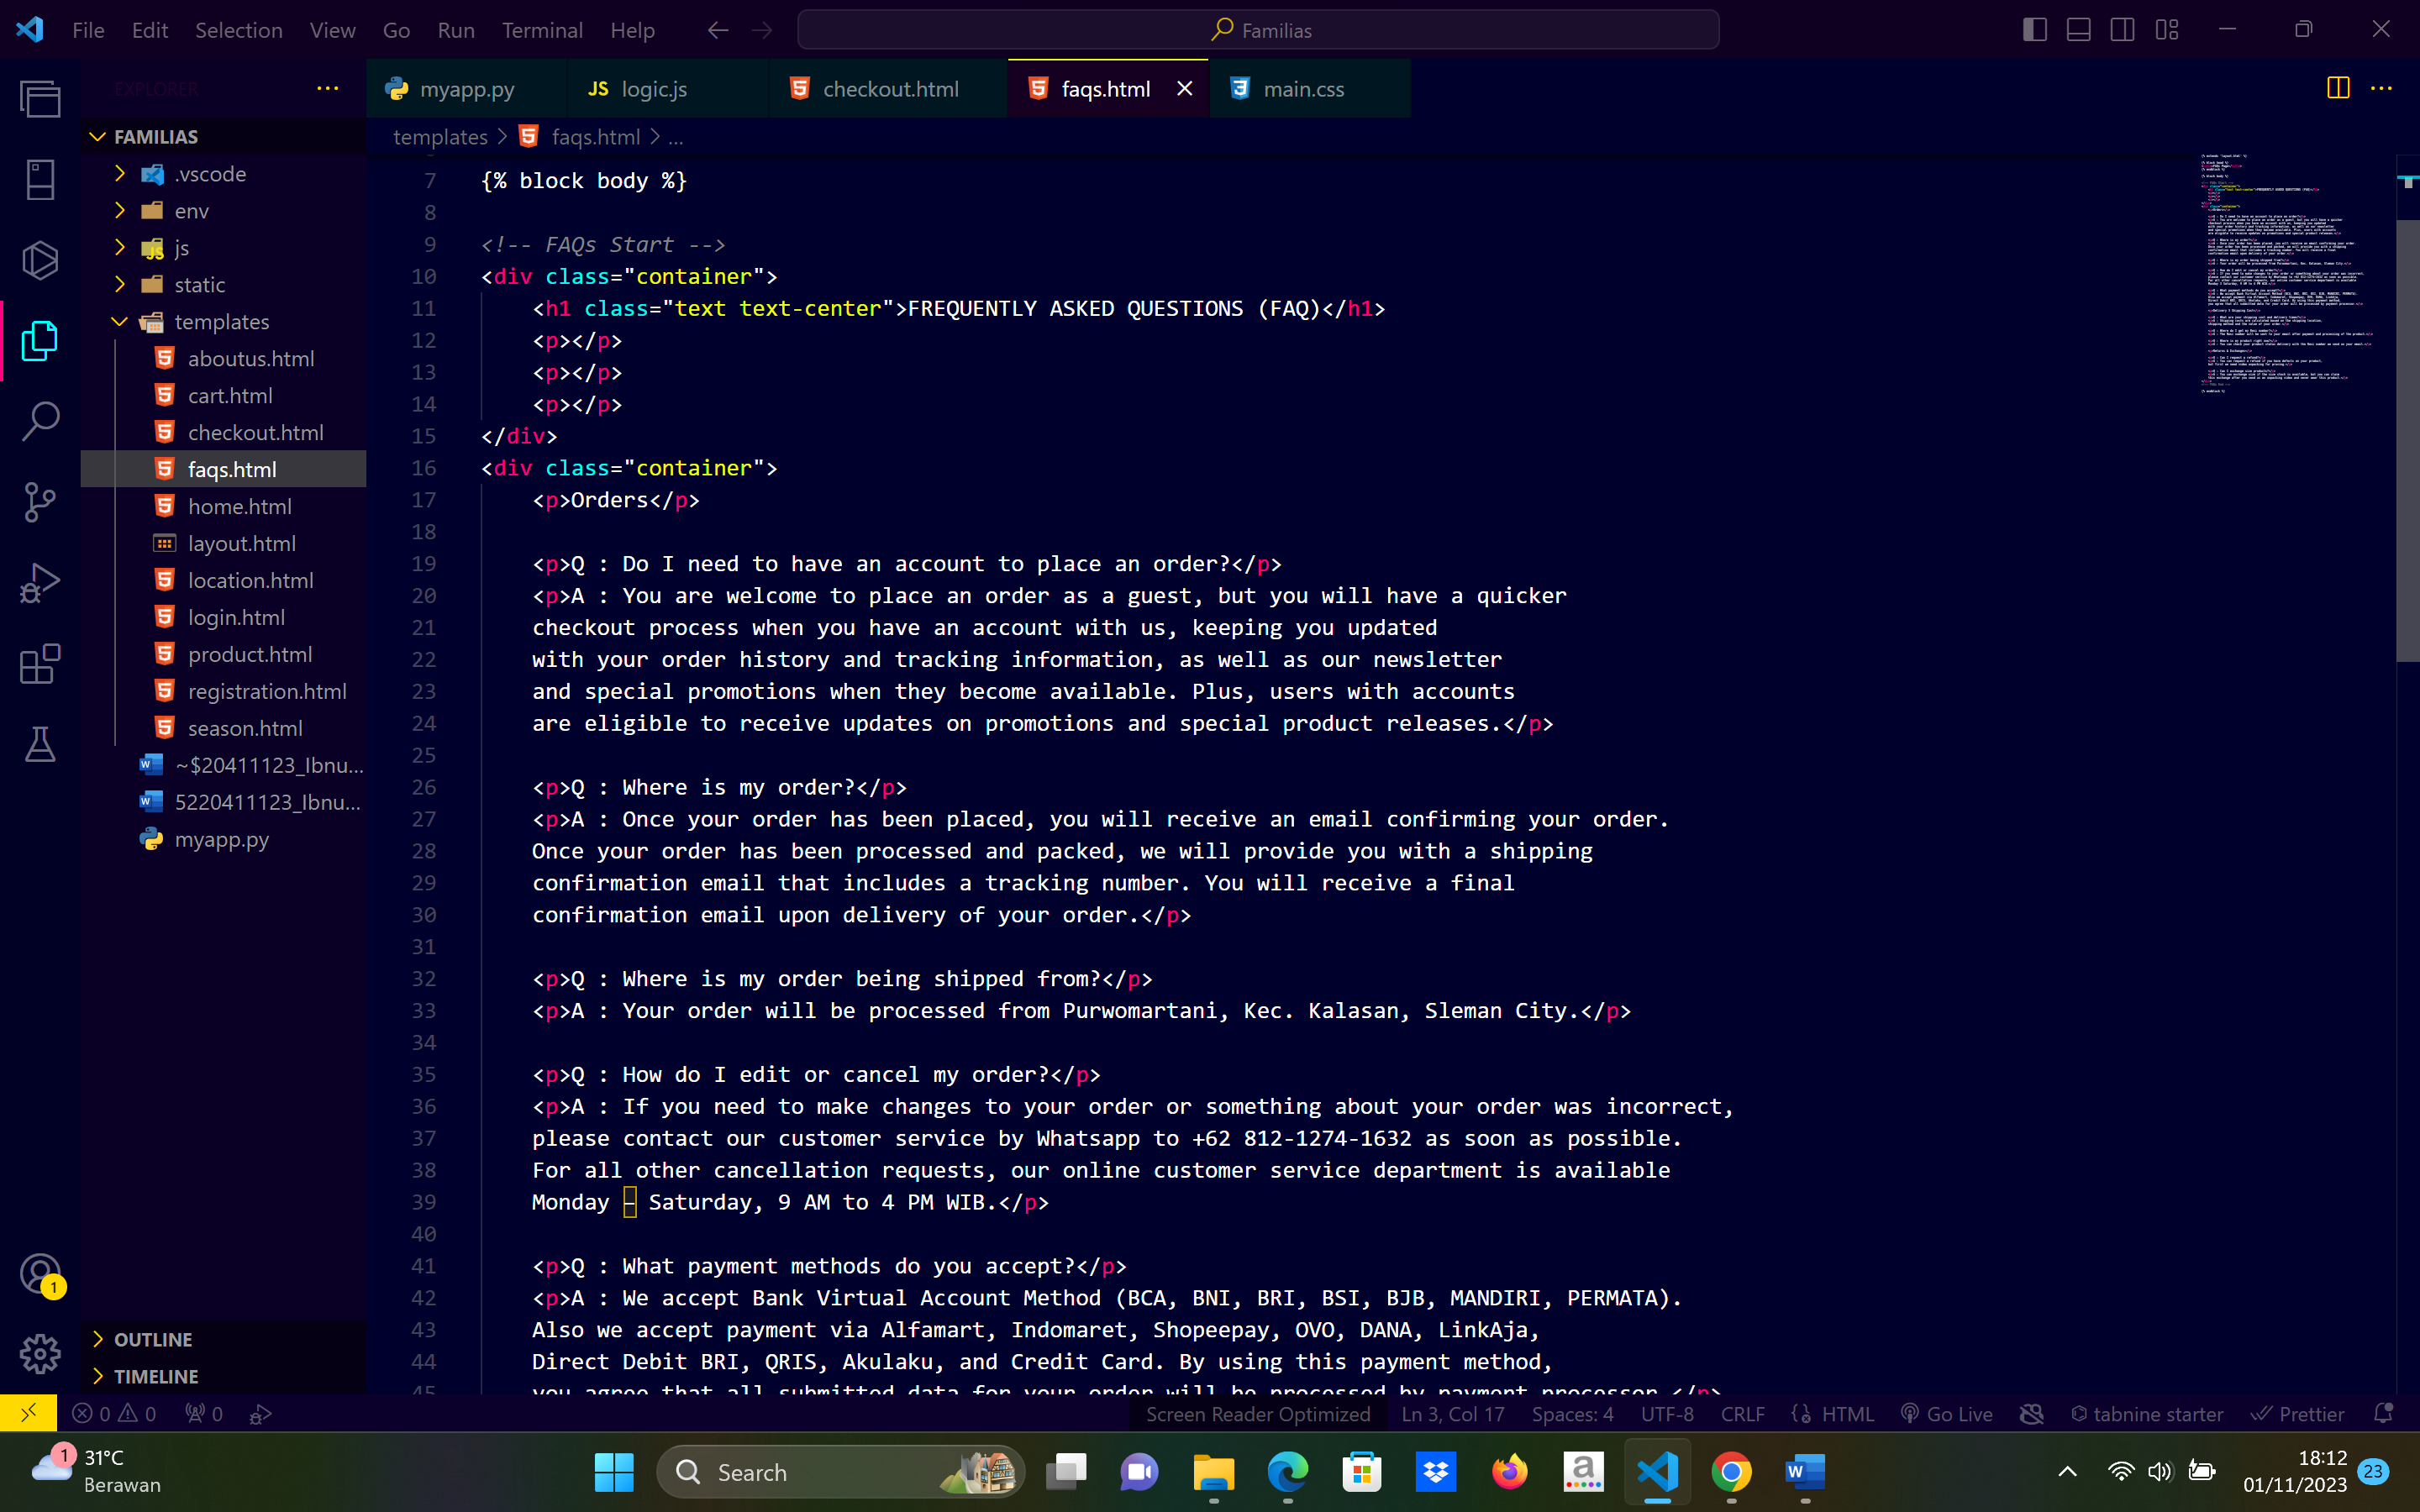 File Edit Selection View Go Run Terminal Help
Familias
EXPLORER
myapp.py
JS logic.js
checkout.html
faqs.html
main.css
FAMILIAS
templates > faqs.html > ...
.vscode
env
js
static
templates
aboutus.html
cart.html
checkout.html
faqs.html
home.html
layout.html
location.html
login.html
product.html
registration.html
season.html
~$20411123_Ibnu...
5220411123_Ibnu...
myapp.py
OUTLINE
TIMELINE
7 {% block body %}
8
9 <!-- FAQs Start -->
10 <div class="container">
11 <h1 class="text text-center">FREQUENTLY ASKED QUESTIONS (FAQ)</h1>
12 <p></p>
13 <p></p>
14 <p></p>
15 </div>
16 <div class="container">
17 <p>Orders</p>
18
19 <p>Q : Do I need to have an account to place an order?</p>
20 <p>A : You are welcome to place an order as a guest, but you will have a quicker
21 checkout process when you have an account with us, keeping you updated
22 with your order history and tracking information, as well as our newsletter
23 and special promotions when they become available. Plus, users with accounts
24 are eligible to receive updates on promotions and special product releases.</p>
25
26 <p>Q : Where is my order?</p>
27 <p>A : Once your order has been placed, you will receive an email confirming your order.
28 Once your order has been processed and packed, we will provide you with a shipping
29 confirmation email that includes a tracking number. You will receive a final
30 confirmation email upon delivery of your order.</p>
31
32 <p>Q : Where is my order being shipped from?</p>
33 <p>A : Your order will be processed from Purwomartani, Kec. Kalasan, Sleman City.</p>
34
35 <p>Q : How do I edit or cancel my order?</p>
36 <p>A : If you need to make changes to your order or something about your order was incorrect,
37 please contact our customer service by Whatsapp to +62 812-1274-1632 as soon as possible.
38 For all other cancellation requests, our online customer service department is available
39 Monday – Saturday, 9 AM to 4 PM WIB.</p>
40
41 <p>Q : What payment methods do you accept?</p>
42 <p>A : We accept Bank Virtual Account Method (BCA, BNI, BRI, BSI, BJB, MANDIRI, PERMATA).
43 Also we accept payment via Alfamart, Indomaret, Shopeepay, OVO, DANA, LinkAja,
44 Direct Debit BRI, QRIS, Akulaku, and Credit Card. By using this payment method,
45 you agree that all submitted data for your order will be processed by payment processor.</p>
1
0 0 0
Screen Reader Optimized Ln 3, Col 17 Spaces: 4 UTF-8 CRLF HTML Go Live tabnine starter Prettier
1
31°C
Berawan
Search
18:12
01/11/2023
23